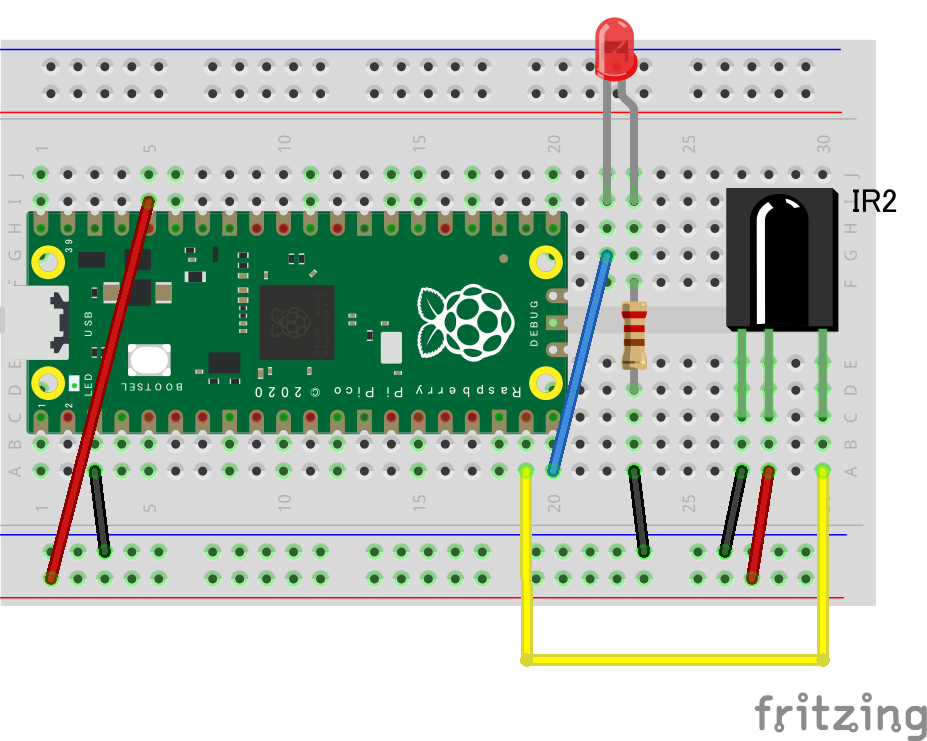 1 5 10 15 20 25 30
J J
I
H H
G G
F F
E E
D D
C C
B B
A A
IR2
39
USB
DEBUG
LED
BOOTSEL
Raspberry Pi Pico © 2020
1 2
1 5 10 15 20 25
fritzing